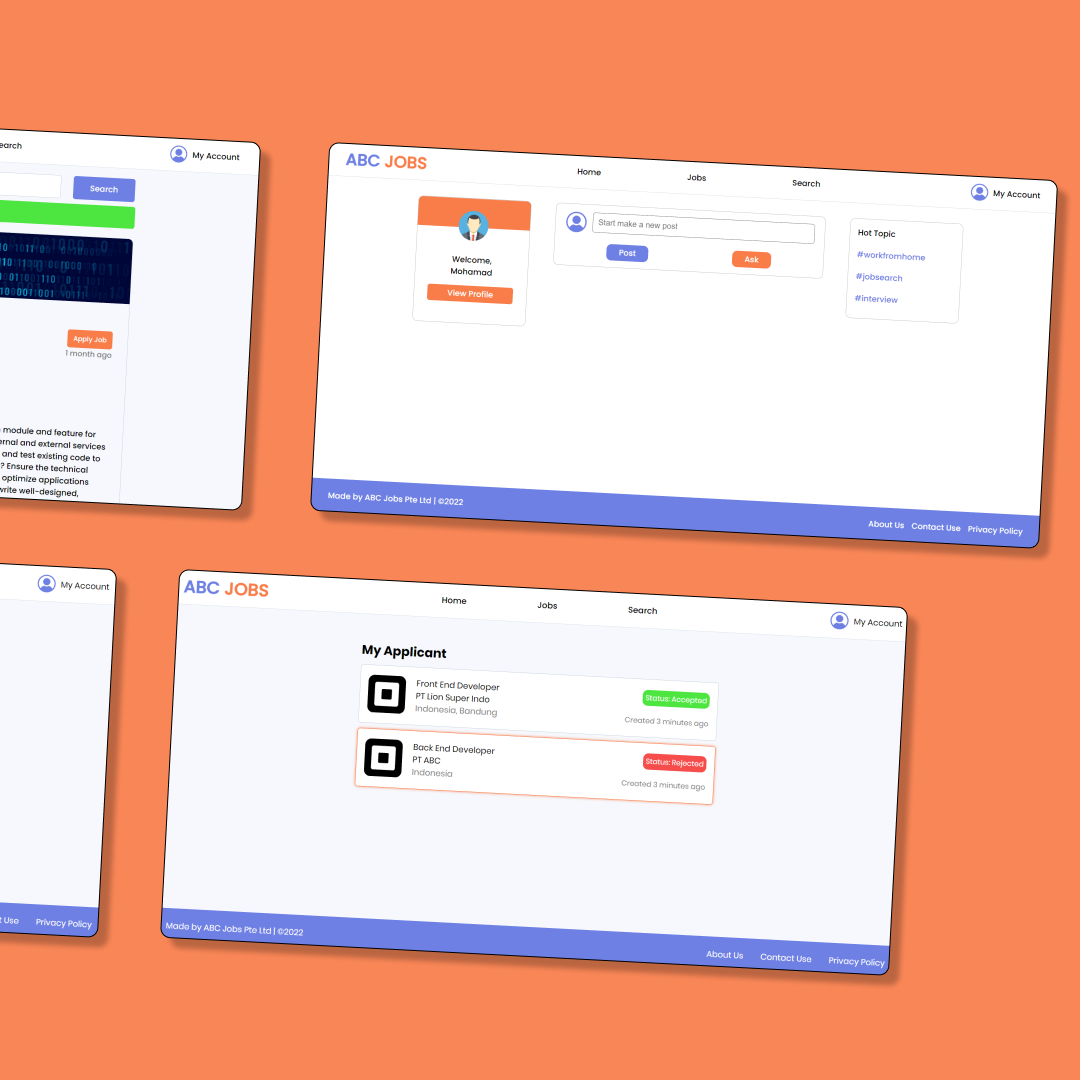 earch
My Account
Search
Apply Job
1 month ago
module and feature for
ernal and external services
and test existing code to
? Ensure the technical
optimize applications
write well-designed,
ABC JOBS
Home
Jobs
Search
My Account
Welcome,
Mohamad
View Profile
Start make a new post
Post
Ask
Hot Topic
#workfromhome
#jobsearch
#interview
Made by ABC Jobs Pte Ltd | ©2022
About Us
Contact Use
Privacy Policy
My Account
t Use
Privacy Policy
ABC JOBS
Home
Jobs
Search
My Account
My Applicant
Front End Developer
PT Lion Super Indo
Indonesia, Bandung
Status: Accepted
Created 3 minutes ago
Back End Developer
PT ABC
Indonesia
Status: Rejected
Created 3 minutes ago
Made by ABC Jobs Pte Ltd | ©2022
About Us
Contact Use
Privacy Policy